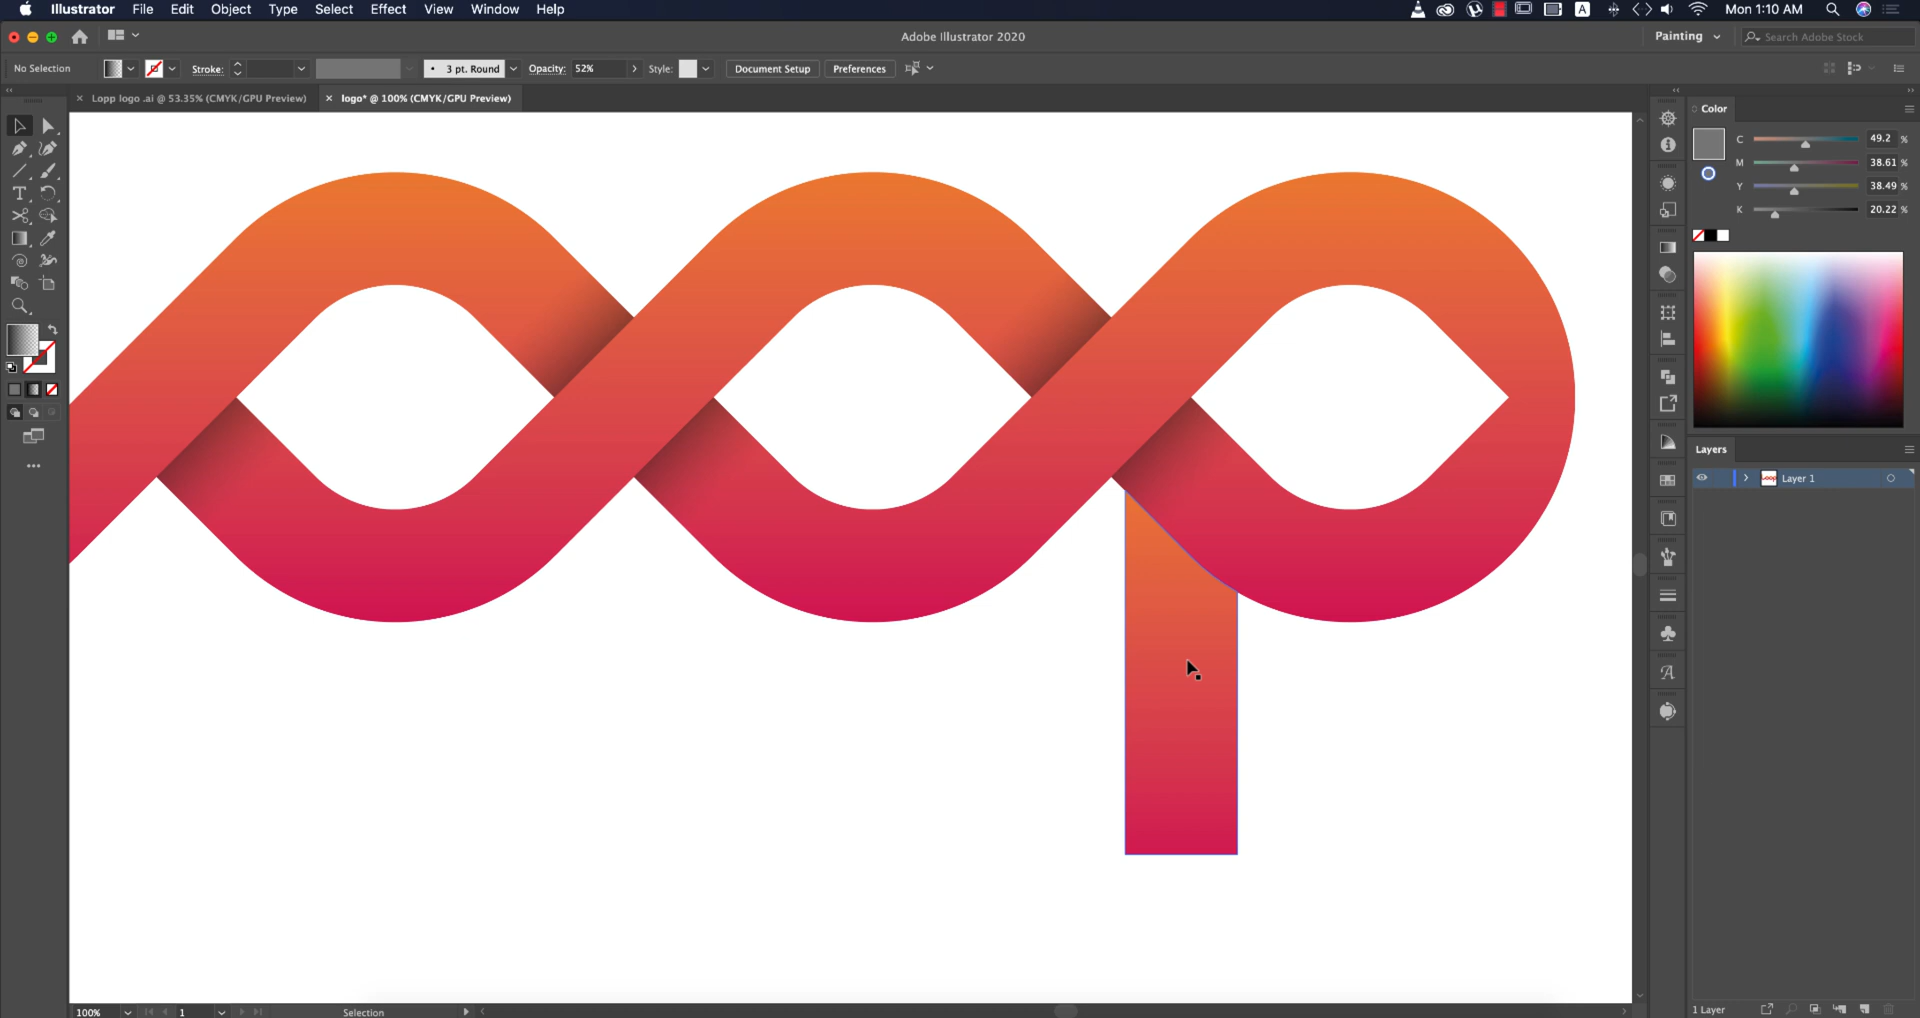 Illustrator File Edit Object Type Select Effect View Window Help A Mon 1:10 AM
Adobe Illustrator 2020 Painting Search Adobe Stock
No Selection Stroke: 3 pt. Round Opacity: 52% Style: Document Setup Preferences
Lopp logo .ai @ 53.35% (CMYK/GPU Preview) logo* @ 100% (CMYK/GPU Preview)
Color
C 49.2 %
M 38.61 %
Y 38.49 %
K 20.22 %
Layers
Layer 1
100% 1 Selection 1 Layer